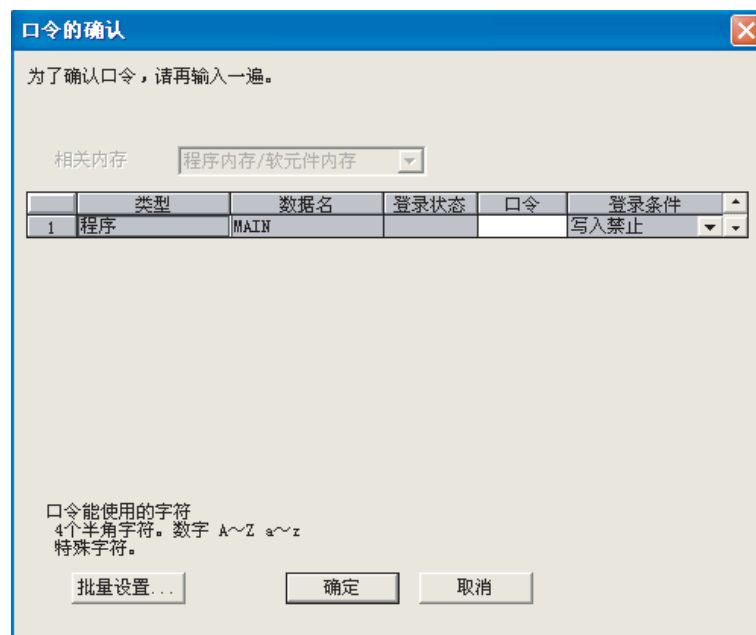 口令的确认
为了确认口令，请再输入一遍。
相关内存 程序内存/软元件内存
类型 数据名 登录状态 口令 登录条件
1 程序 MAIN 写入禁止
口令能使用的字符
4个半角字符。数字 A～Z a～z
特殊字符。
批量设置... 确定 取消